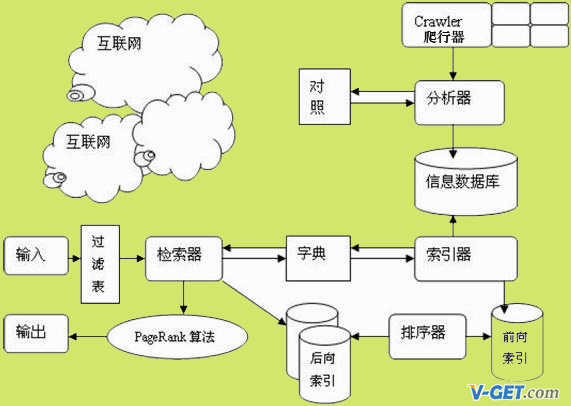 互联网
互联网
Crawler
爬行器
对
照
分析器
信息数据库
输入
过
滤
表
检索器
字典
索引器
输出
PageRank 算法
后向
索引
排序器
前向
索引
V-GET.com